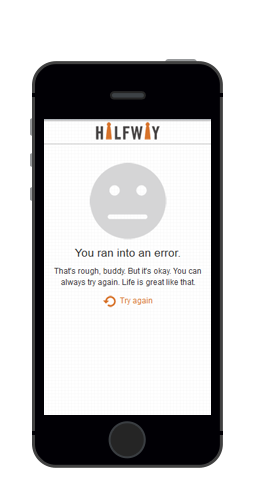 HALFWAY
You ran into an error.
That's rough, buddy. But it's okay. You can
always try again. Life is great like that.
Try again